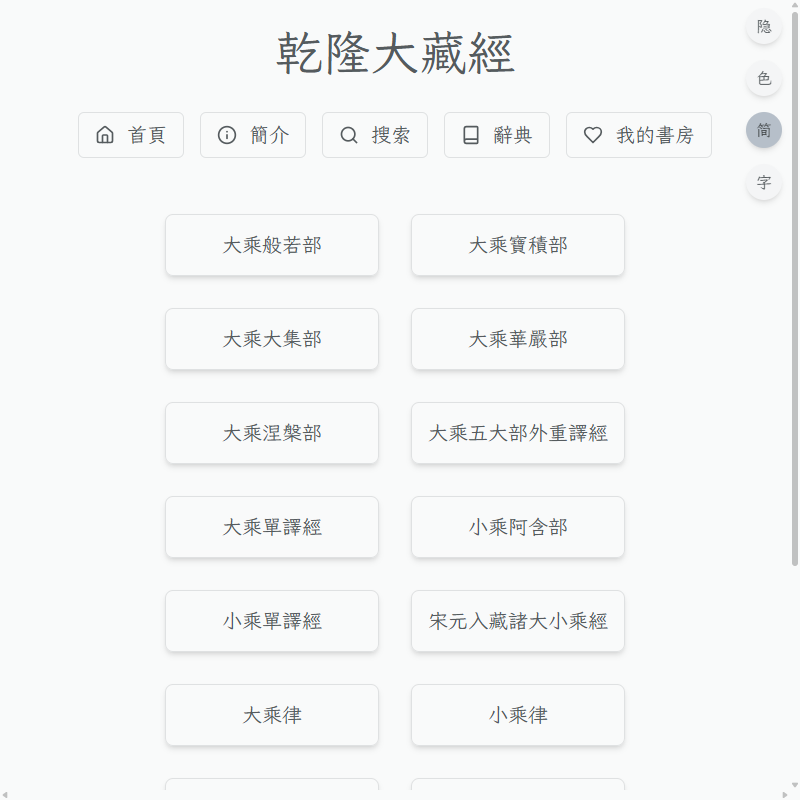 乾隆大藏經
首頁 簡介 搜索 辭典 我的書房
隐
色
简
字
大乘般若部 大乘寶積部
大乘大集部 大乘華嚴部
大乘涅槃部 大乘五大部外重譯經
大乘單譯經 小乘阿含部
小乘單譯經 宋元入藏諸大小乘經
大乘律 小乘律